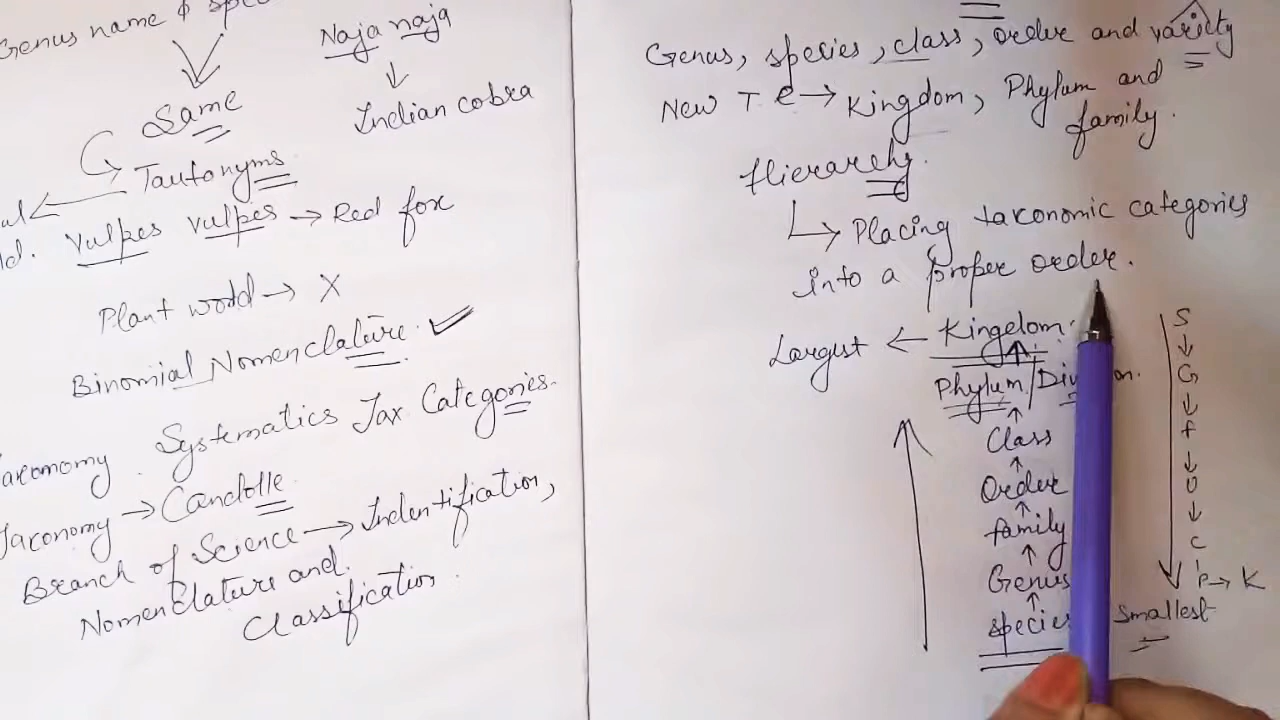 Genus name &
Same
Naja naja
Indian cobra
Tautonyms
Vulpes vulpes → Red fox
Plant world → X
Binomial Nomenclature. ✓
Taxonomy. Systematics Tax Categories.
Taxonomy → Candolle
Branch of Science → Indentification,
Nomenclature and
Classification.
Genus, species, class, order and variety
New T. C → Kingdom, Phylum and
family.
Hierarchy.
Placing taxonomic categories
into a proper order.
Largest ← Kingdom.
Phylum/
Class
Order
family
Genus
species
S
↓
G
↓
f
↓
O
↓
C
P → K
Smallest